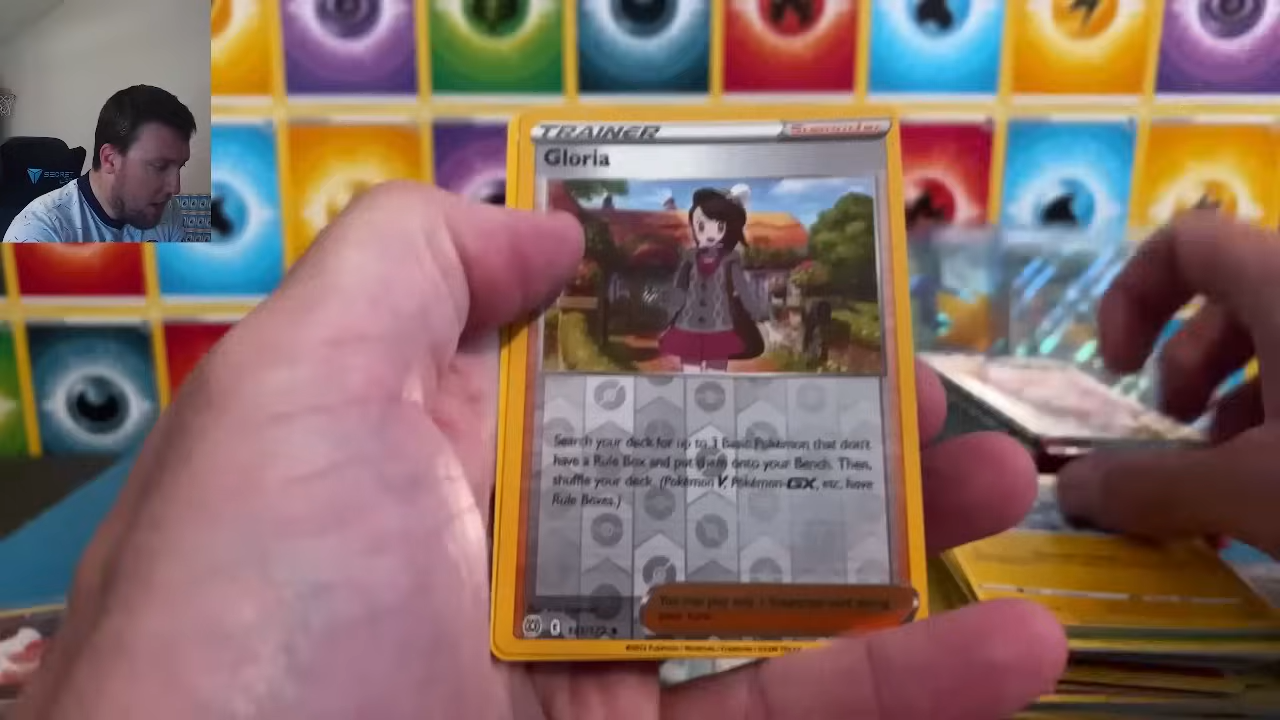 SECRET
TRAINER Supporter
Gloria
Search your deck for up to 3 Basic Pokémon that don't
have a Rule Box and put them onto your Bench. Then,
shuffle your deck. (Pokémon V, Pokémon-GX, etc. have
Rule Boxes.)
You may play only 1 Supporter card during
your turn.